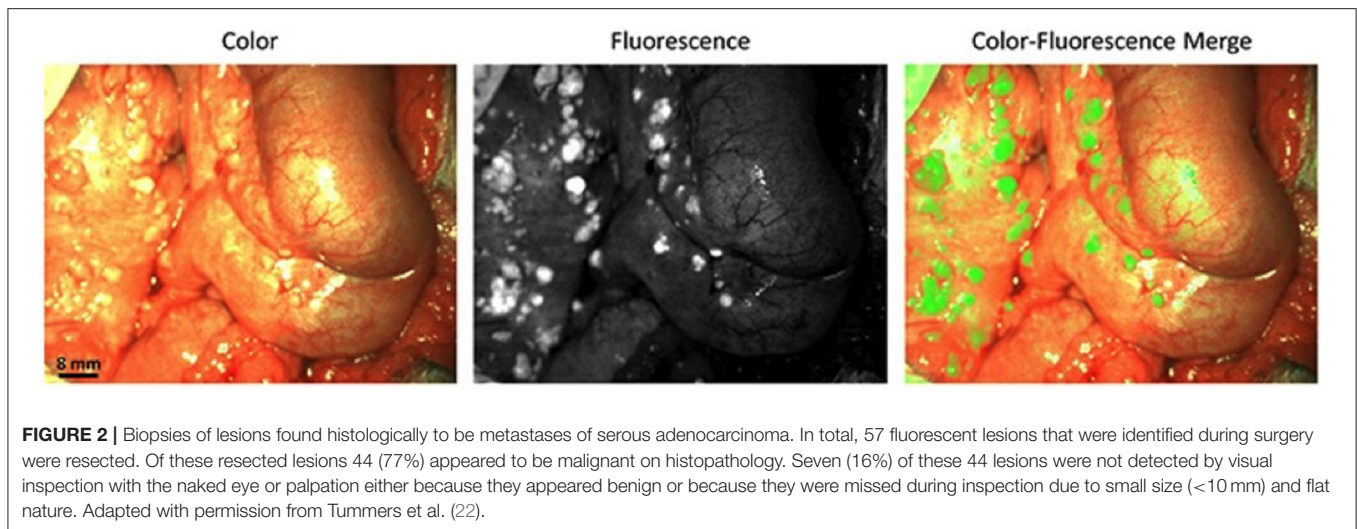 Color
Fluorescence
Color-Fluorescence Merge
8 mm
FIGURE 2 | Biopsies of lesions found histologically to be metastases of serous adenocarcinoma. In total, 57 fluorescent lesions that were identified during surgery
were resected. Of these resected lesions 44 (77%) appeared to be malignant on histopathology. Seven (16%) of these 44 lesions were not detected by visual
inspection with the naked eye or palpation either because they appeared benign or because they were missed during inspection due to small size (<10 mm) and flat
nature. Adapted with permission from Tummers et al. (22).